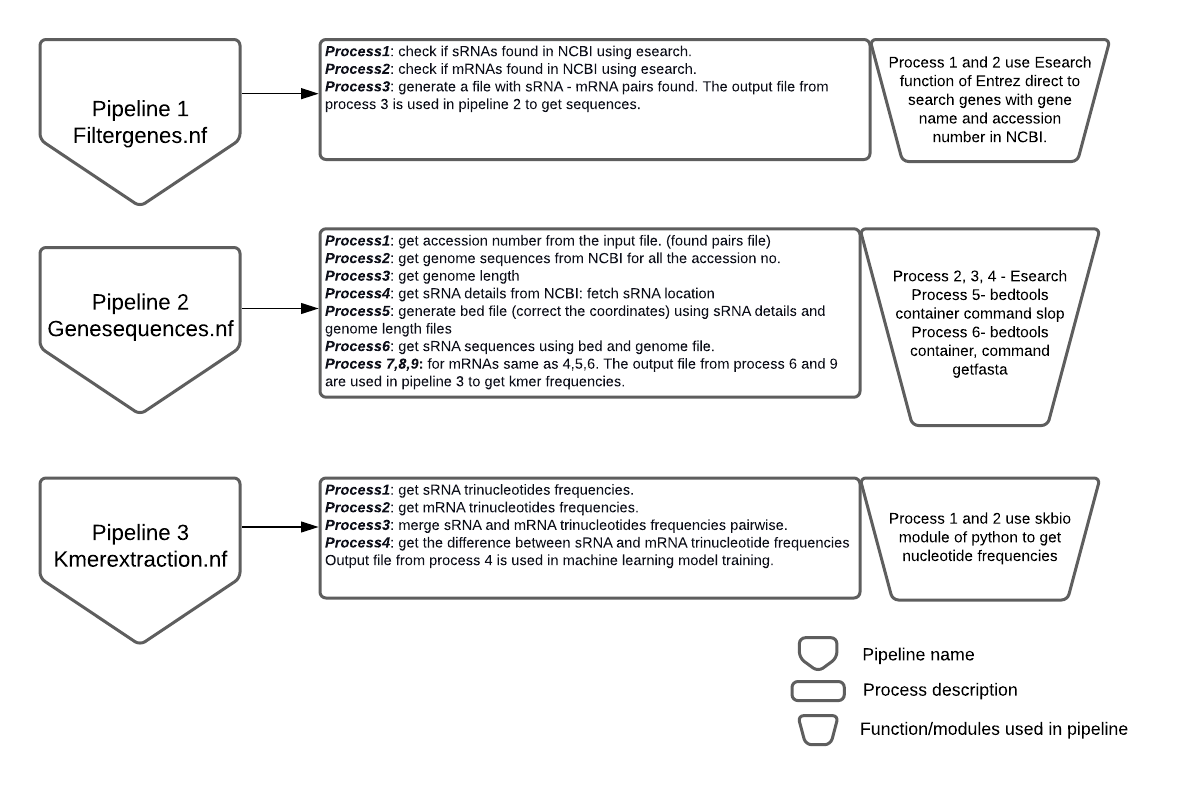 Pipeline 1
Filtergenes.nf
Process1: check if sRNAs found in NCBI using esearch.
Process2: check if mRNAs found in NCBI using esearch.
Process3: generate a file with sRNA - mRNA pairs found. The output file from
process 3 is used in pipeline 2 to get sequences.
Process 1 and 2 use Esearch
function of Entrez direct to
search genes with gene
name and accession
number in NCBI.
Pipeline 2
Genesequences.nf
Process1: get accession number from the input file. (found pairs file)
Process2: get genome sequences from NCBI for all the accession no.
Process3: get genome length
Process4: get sRNA details from NCBI: fetch sRNA location
Process5: generate bed file (correct the coordinates) using sRNA details and
genome length files
Process6: get sRNA sequences using bed and genome file.
Process 7,8,9: for mRNAs same as 4,5,6. The output file from process 6 and 9
are used in pipeline 3 to get kmer frequencies.
Process 2, 3, 4 - Esearch
Process 5- bedtools
container command slop
Process 6- bedtools
container, command
getfasta
Pipeline 3
Kmerextraction.nf
Process1: get sRNA trinucleotides frequencies.
Process2: get mRNA trinucleotides frequencies.
Process3: merge sRNA and mRNA trinucleotides frequencies pairwise.
Process4: get the difference between sRNA and mRNA trinucleotide frequencies
Output file from process 4 is used in machine learning model training.
Process 1 and 2 use skbio
module of python to get
nucleotide frequencies
Pipeline name
Process description
Function/modules used in pipeline